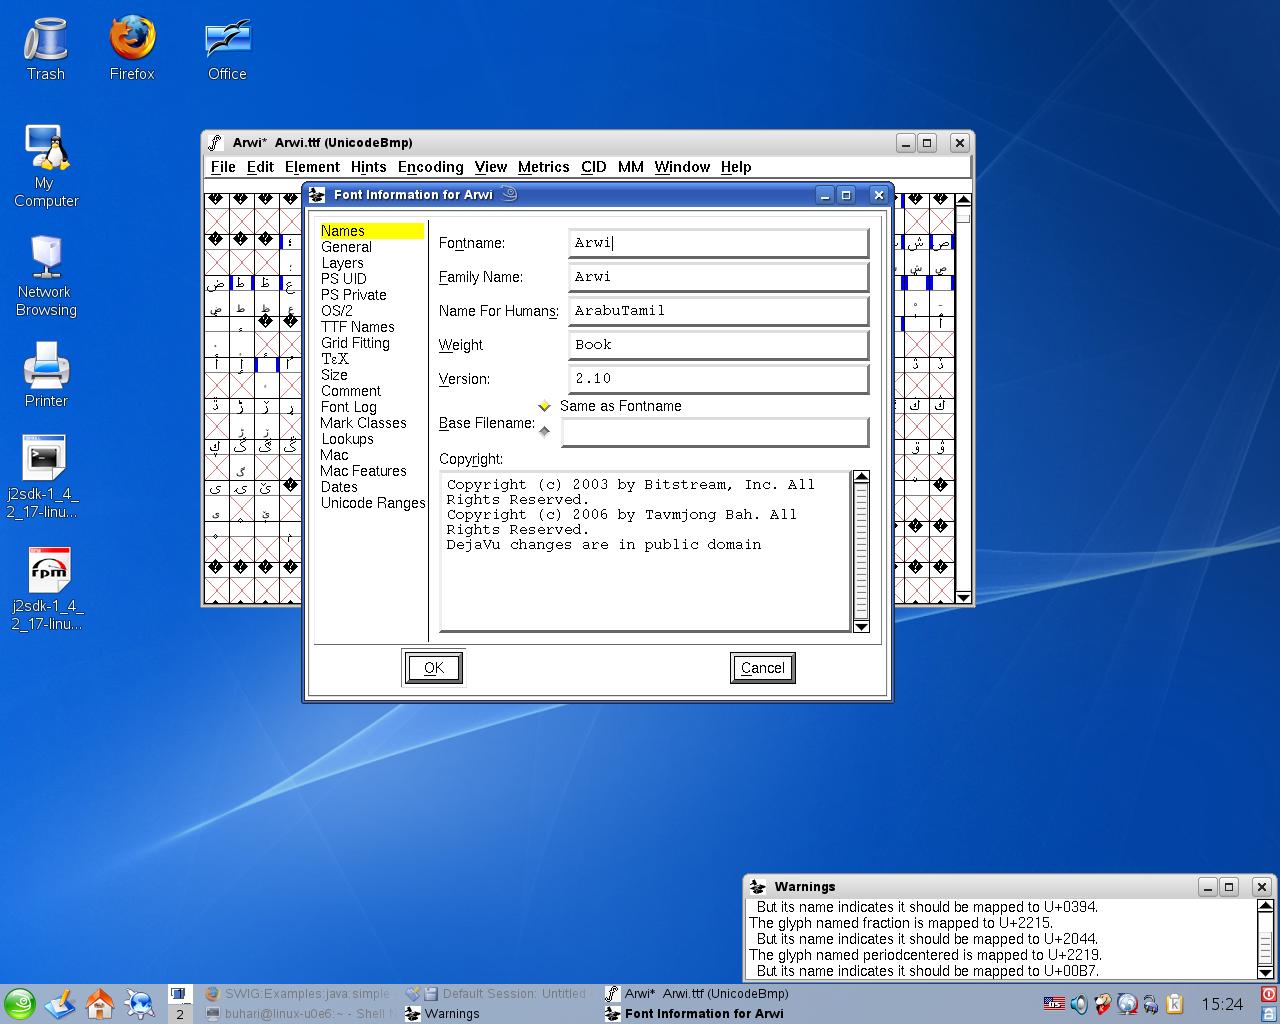 Trash
Firefox
Office
My
Computer
Network
Browsing
Printer
j2sdk-1_4_
2_17-linu...
j2sdk-1_4_
2_17-linu...
Arwi*  Arwi.ttf (UnicodeBmp)
File Edit Element Hints Encoding View Metrics CID MM Window Help
Font Information for Arwi
Names
General
Layers
PS UID
PS Private
OS/2
TTF Names
Grid Fitting
ΤεΧ
Size
Comment
Font Log
Mark Classes
Lookups
Mac
Mac Features
Dates
Unicode Ranges
Fontname: Arwi
Family Name: Arwi
Name For Humans: ArabuTamil
Weight Book
Version: 2.10
Same as Fontname
Base Filename:
Copyright:
Copyright (c) 2003 by Bitstream, Inc. All
Rights Reserved.
Copyright (c) 2006 by Tavmjong Bah. All
Rights Reserved.
DejaVu changes are in public domain
OK Cancel
Warnings
But its name indicates it should be mapped to U+0394.
The glyph named fraction is mapped to U+2215.
But its name indicates it should be mapped to U+2044.
The glyph named periodcentered is mapped to U+2219.
But its name indicates it should be mapped to U+00B7.
2
SWIG:Examples:java:simple
buhari@linux-u0e6:~ - Shell
Default Session: Untitled
Warnings
Arwi*  Arwi.ttf (UnicodeBmp)
Font Information for Arwi
15:24